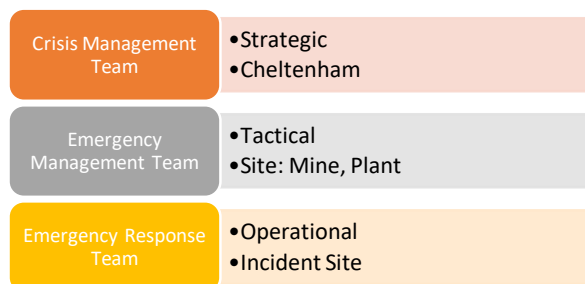 Crisis Management
Team
•Strategic
•Cheltenham
Emergency
Management Team
•Tactical
•Site: Mine, Plant
Emergency Response
Team
•Operational
•Incident Site